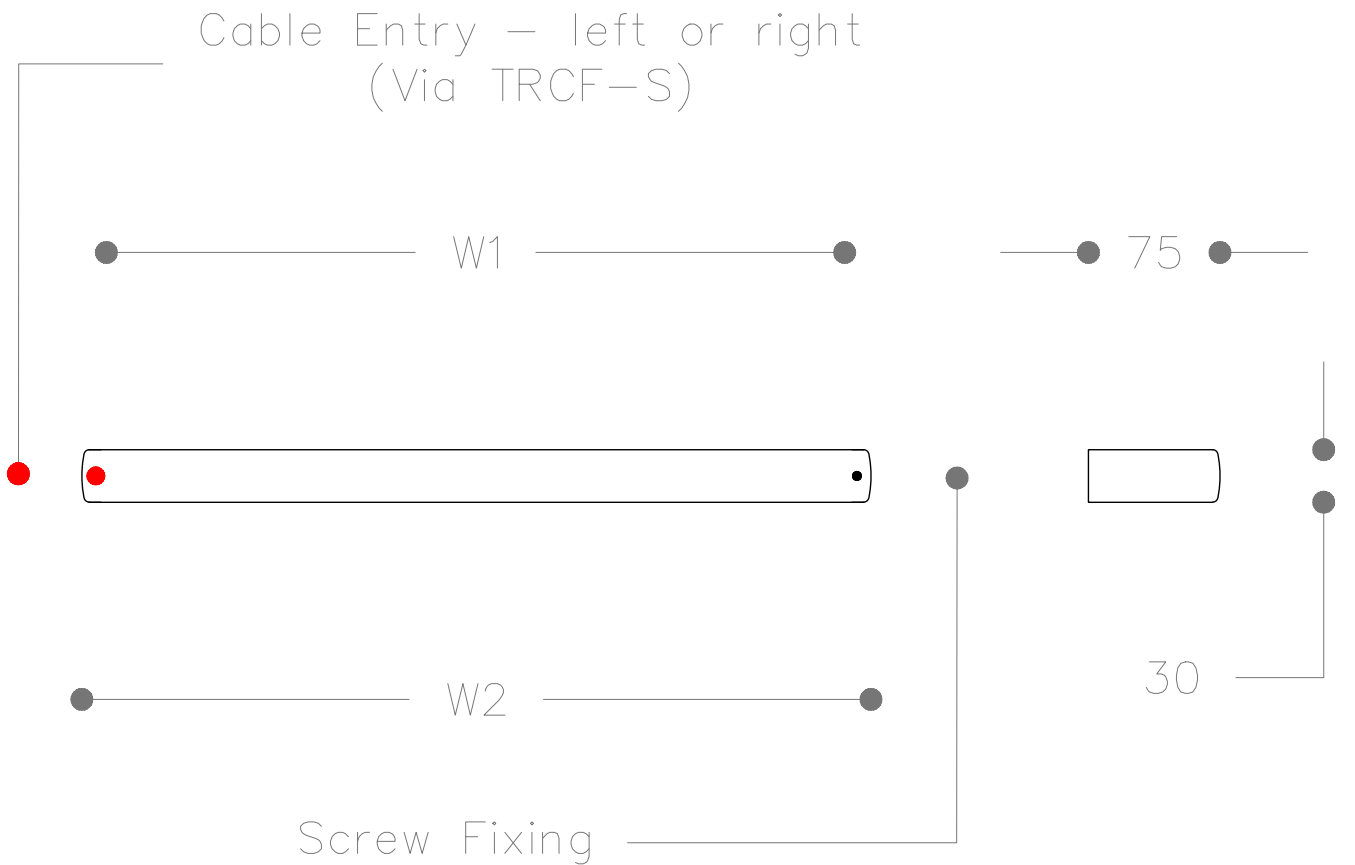 Cable Entry – left or right
(Via TRCF–S)
W1
75
W2
30
Screw Fixing